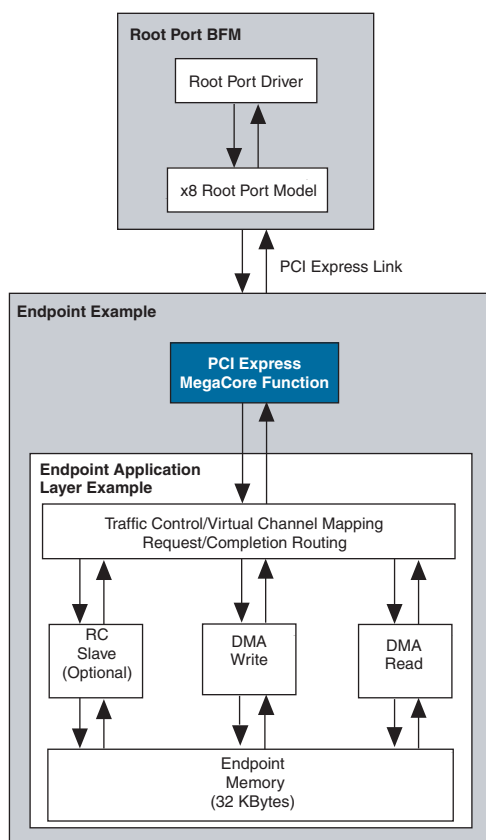 Root Port BFM
Root Port Driver
x8 Root Port Model
PCI Express Link
Endpoint Example
PCI Express
MegaCore Function
Endpoint Application
Layer Example
Traffic Control/Virtual Channel Mapping
Request/Completion Routing
RC
Slave
(Optional)
DMA
Write
DMA
Read
Endpoint
Memory
(32 KBytes)